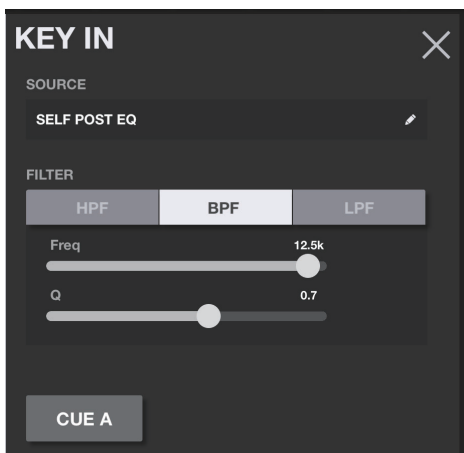 KEY IN
SOURCE
SELF POST EQ
FILTER
HPF BPF LPF
Freq 12.5k
Q 0.7
CUE A